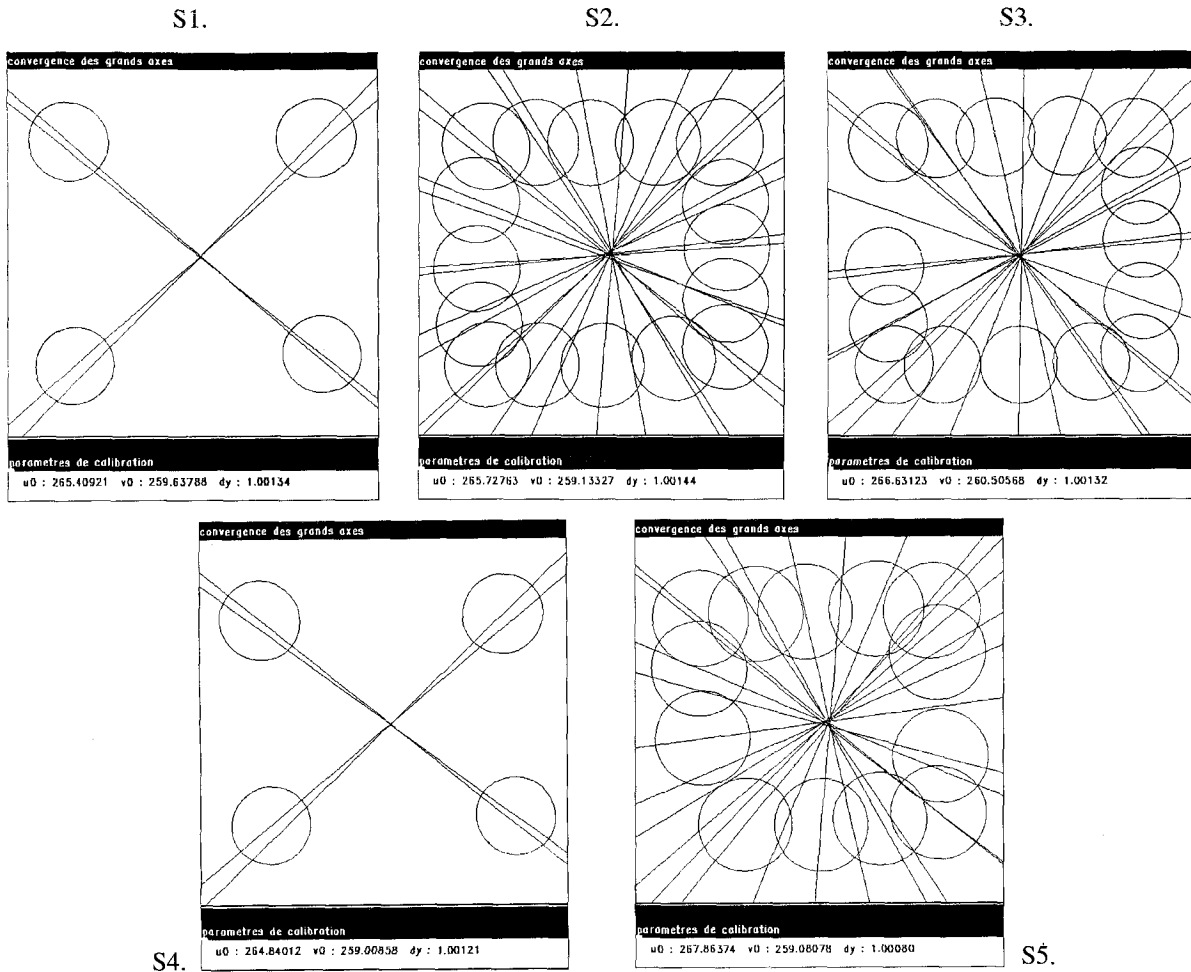 S1.
S2.
S3.
convergence des grands axes
convergence des grands axes
convergence des grands axes
parametres de calibration
u0 : 265.40921 v0 : 259.63788 dy : 1.00134
parametres de calibration
u0 : 265.72763 v0 : 259.13327 dy : 1.00144
parametres de calibration
u0 : 266.63123 v0 : 260.50568 dy : 1.00132
convergence des grands axes
convergence des grands axes
parametres de calibration
u0 : 264.84012 v0 : 259.00858 dy : 1.00121
parametres de calibration
u0 : 267.86374 v0 : 259.08078 dy : 1.00080
S4.
S5.